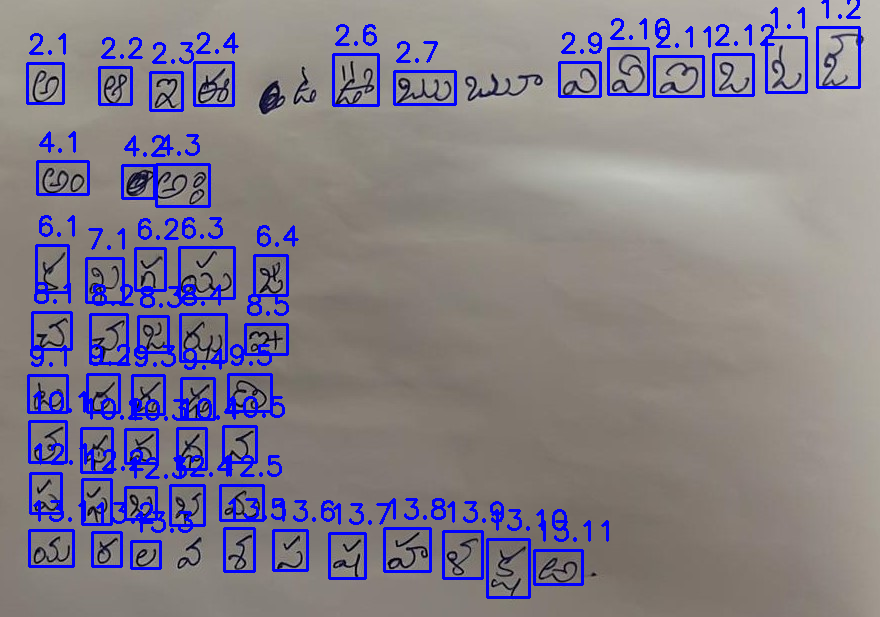 2.1 2.2 2.3 2.4 2.6 2.7 2.9 2.10 2.11 2.12 1.1 1.2
అ ఆ ఇ ఈ ఉ ఊ ఋ ౠ ఎ ఏ ఐ ఒ ఓ ఔ
4.1 4.2 4.3
అం అః
6.1 7.1 6.2 6.3 6.4
క ఖ గ ఘ ఙ
8.1 8.2 8.3 8.4 8.5
చ ఛ జ ఝ ఞ
9.1 9.2 9.3 9.4 9.5
ట ఠ డ ఢ ణ
10.1 10.2 10.3 10.4 10.5
త థ ద ధ న
12.1 12.2 12.3 12.4 12.5
ప ఫ బ భ మ
13.1 13.2 13.3 13.5 13.6 13.7 13.8 13.9 13.10 13.11
య ర ల వ శ స ష హ ళ క్ష ఱ.